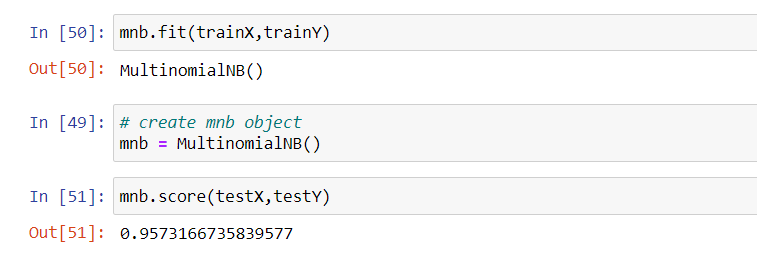 In [50]: mnb.fit(trainX,trainY)
Out[50]: MultinomialNB()
In [49]: # create mnb object
mnb = MultinomialNB()
In [51]: mnb.score(testX,testY)
Out[51]: 0.9573166735839577